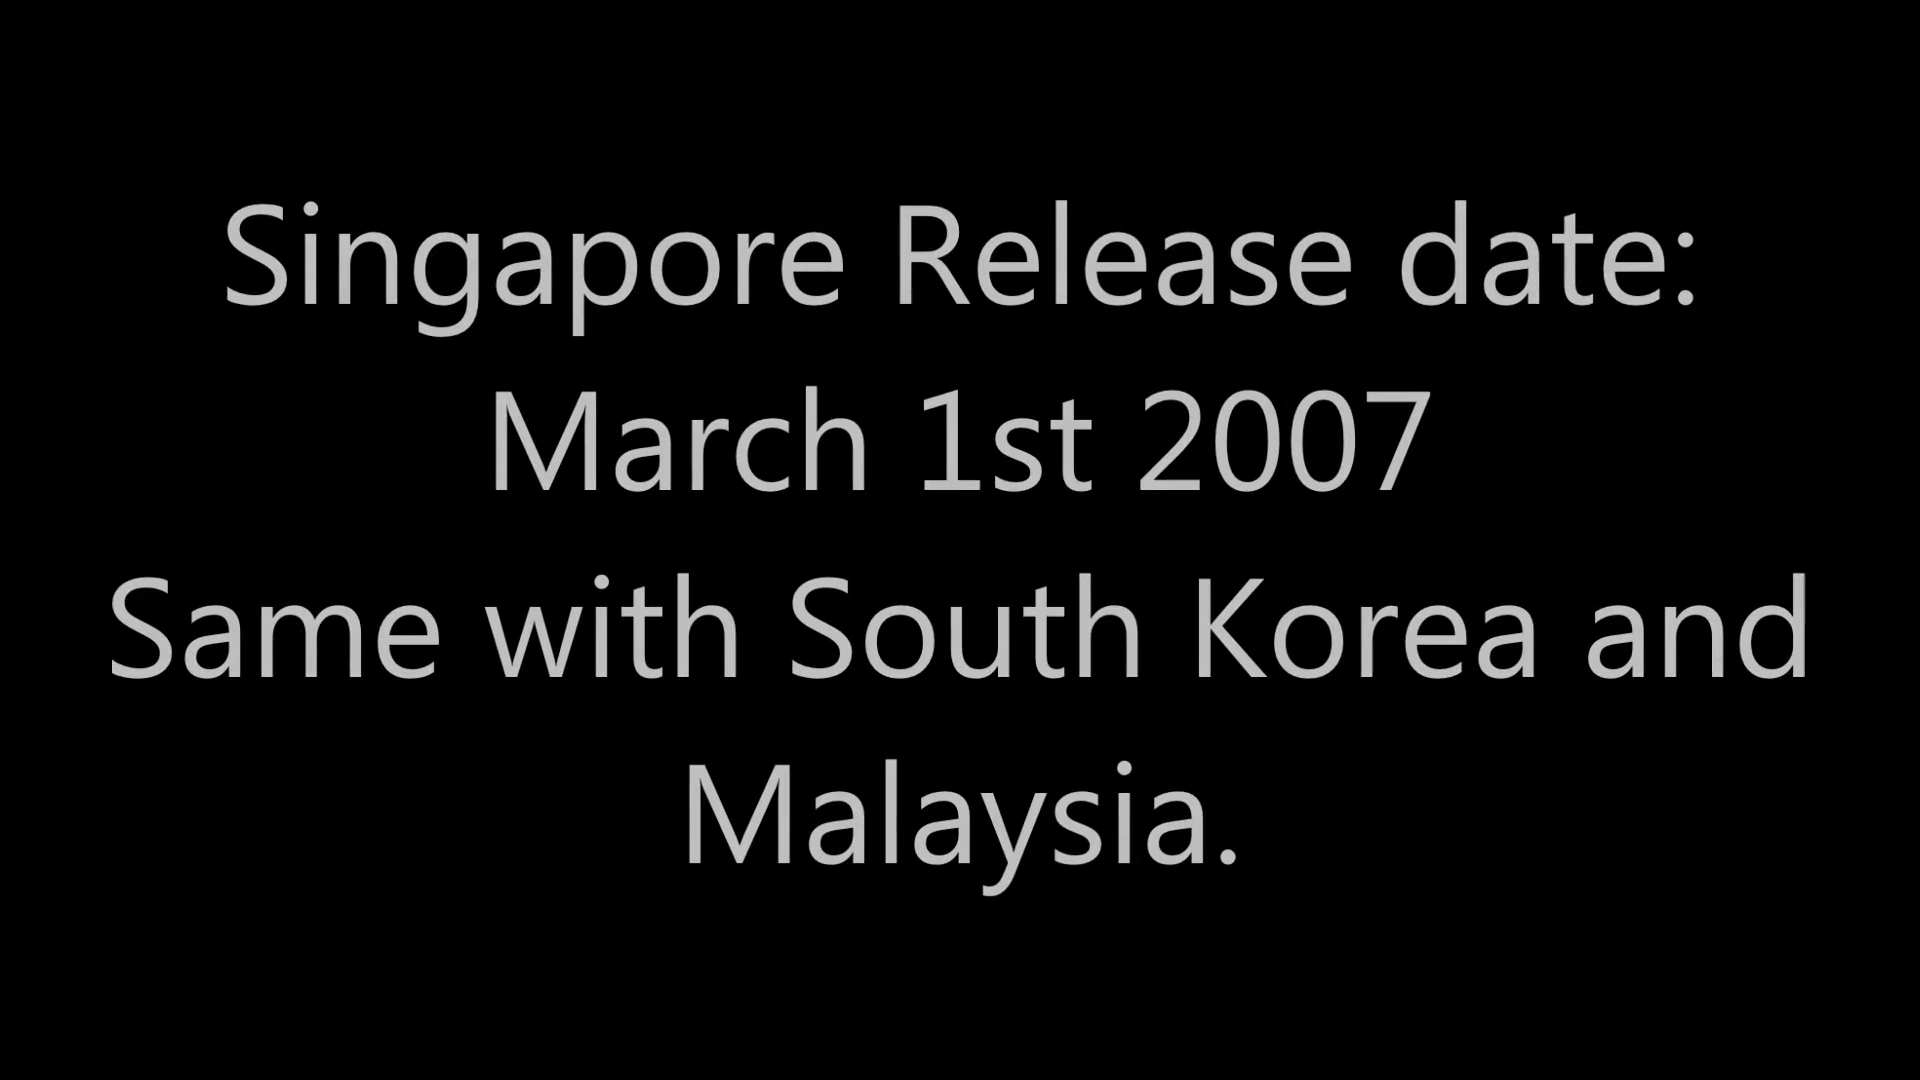 Singapore Release date:
March 1st 2007
Same with South Korea and
Malaysia.